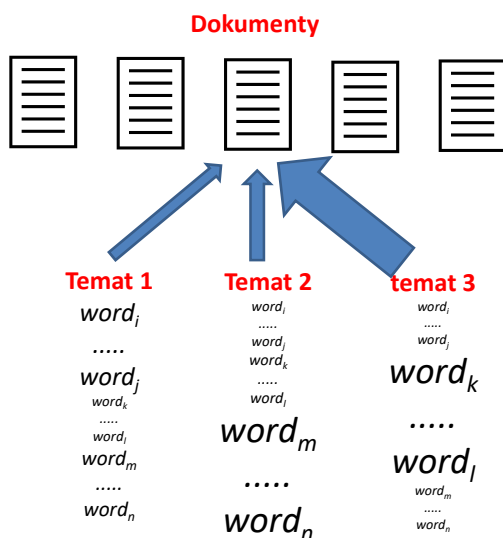 Dokumenty
Temat 1
word_i
.....
word_j
word_k
.....
word_l
word_m
.....
word_n
Temat 2
word_i
.....
word_j
word_k
.....
word_l
word_m
.....
word_n
temat 3
word_i
.....
word_j
word_k
.....
word_l
word_m
.....
word_n